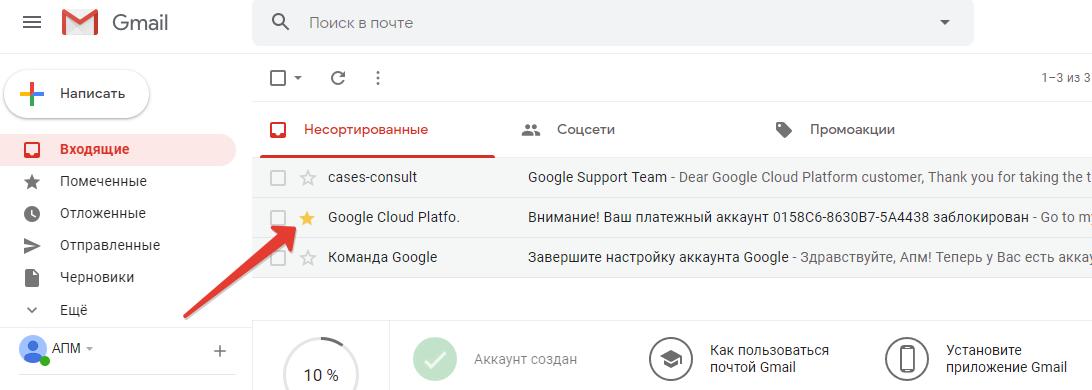 Gmail
Поиск в почте
1–3 из 3
Написать
Несортированные
Соцсети
Промоакции
Входящие
Помеченные
Отложенные
Отправленные
Черновики
Ещё
АПМ
cases-consult Google Support Team - Dear Google Cloud Platform customer, Thank you for taking the t
Google Cloud Platfo. Внимание! Ваш платежный аккаунт 0158C6-8630B7-5A4438 заблокирован - Go to my
Команда Google Завершите настройку аккаунта Google - Здравствуйте, Апм! Теперь у Вас есть аккау
10 %
Аккаунт создан
Как пользоваться
почтой Gmail
Установите
приложение Gmail